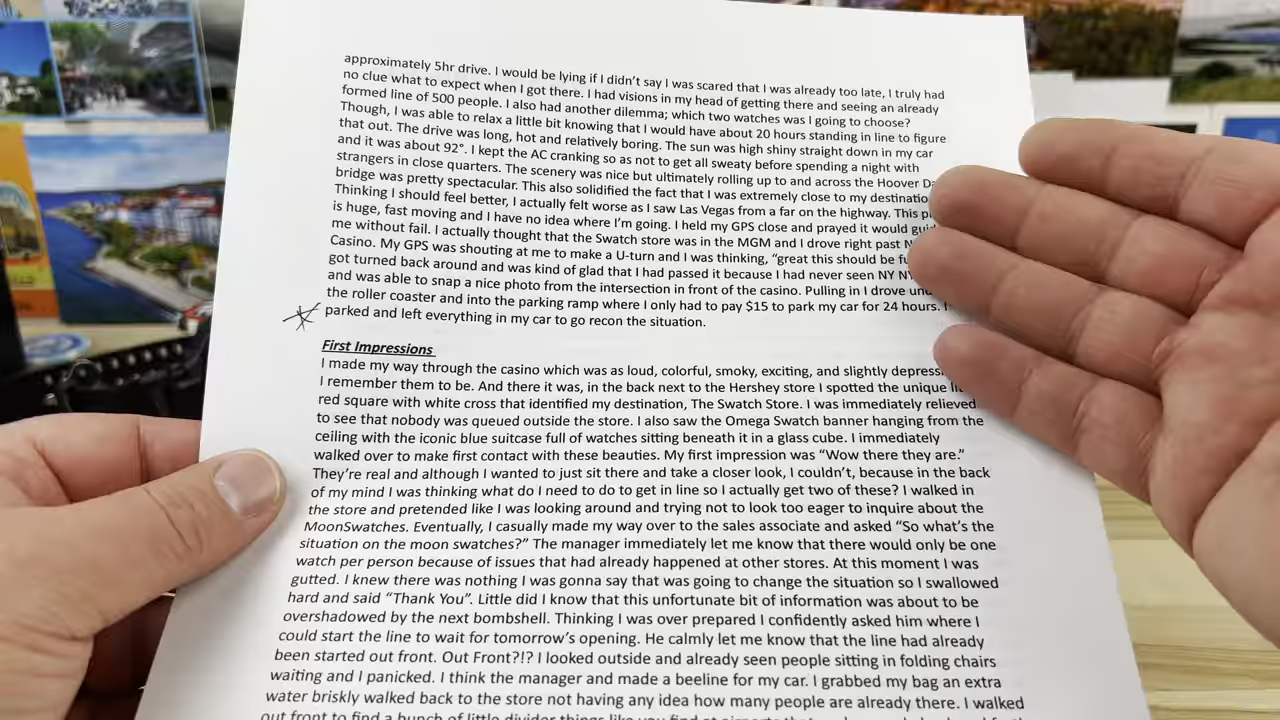 approximately 5hr drive. I would be lying if I didn't say I was scared that I was already too late, I truly had
no clue what to expect when I got there. I had visions in my head of getting there and seeing an already
formed line of 500 people. I also had another dilemma; which two watches was I going to choose?
Though, I was able to relax a little bit knowing that I would have about 20 hours standing in line to figure
that out. The drive was long, hot and relatively boring. The sun was high shiny straight down in my car
and it was about 92°. I kept the AC cranking so as not to get all sweaty before spending a night with
strangers in close quarters. The scenery was nice but ultimately rolling up to and across the Hoover
bridge was pretty spectacular. This also solidified the fact that I was extremely close to my
Thinking I should feel better, I actually felt worse as I saw Las Vegas from a far on the highway. This
is huge, fast moving and I have no idea where I'm going. I held my GPS close and prayed it would
me without fail. I actually thought that the Swatch store was in the MGM and I drove right past
Casino. My GPS was shouting at me to make a U-turn and I was thinking, "great this should be
got turned back around and was kind of glad that I had passed it because I had never seen NY
and was able to snap a nice photo from the intersection in front of the casino. Pulling in I drove
the roller coaster and into the parking ramp where I only had to pay $15 to park my car for 24 hours. I
parked and left everything in my car to go recon the situation.
First Impressions
I made my way through the casino which was as loud, colorful, smoky, exciting, and slightly
I remember them to be. And there it was, in the back next to the Hershey store I spotted the unique
red square with white cross that identified my destination, The Swatch Store. I was immediately relieved
to see that nobody was queued outside the store. I also saw the Omega Swatch banner hanging from the
ceiling with the iconic blue suitcase full of watches sitting beneath it in a glass cube. I immediately
walked over to make first contact with these beauties. My first impression was "Wow there they are."
They're real and although I wanted to just sit there and take a closer look, I couldn't, because in the back
of my mind I was thinking what do I need to do to get in line so I actually get two of these? I walked in
the store and pretended like I was looking around and trying not to look too eager to inquire about the
MoonSwatches. Eventually, I casually made my way over to the sales associate and asked "So what's the
situation on the moon swatches?" The manager immediately let me know that there would only be one
watch per person because of issues that had already happened at other stores. At this moment I was
gutted. I knew there was nothing I was gonna say that was going to change the situation so I swallowed
hard and said "Thank You". Little did I know that this unfortunate bit of information was about to be
overshadowed by the next bombshell. Thinking I was over prepared I confidently asked him where I
could start the line to wait for tomorrow's opening. He calmly let me know that the line had already
been started out front. Out Front?!? I looked outside and already seen people sitting in folding chairs
waiting and I panicked. I think the manager and made a beeline for my car. I grabbed my bag an extra
water briskly walked back to the store not having any idea how many people are already there. I walked
out front to find a bunch of little divider things like you find at airports that